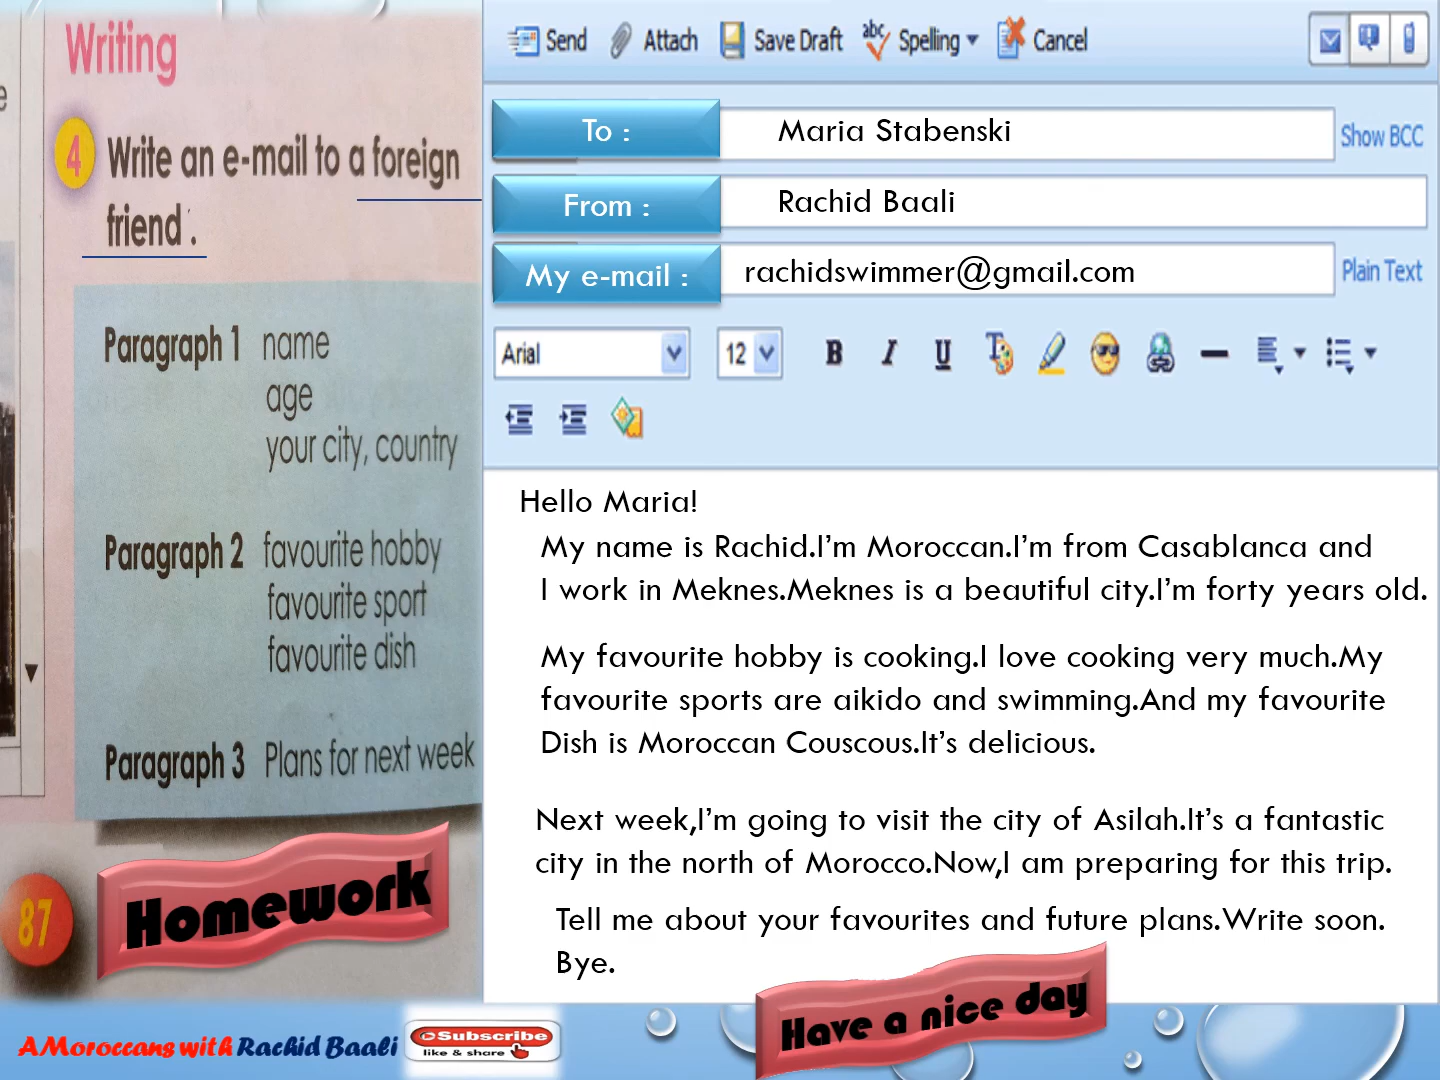 Writing
4 Write an e-mail to a foreign
friend .
Paragraph 1 name
age
your city, country
Paragraph 2 favourite hobby
favourite sport
favourite dish
Paragraph 3 Plans for next week
87
Homework
Send Attach Save Draft abc Spelling Cancel
To : Maria Stabenski Show BCC
From : Rachid Baali
My e-mail : rachidswimmer@gmail.com Plain Text
Arial 12 B I U T
Hello Maria!
My name is Rachid.I'm Moroccan.I'm from Casablanca and
I work in Meknes.Meknes is a beautiful city.I'm forty years old.
My favourite hobby is cooking.I love cooking very much.My
favourite sports are aikido and swimming.And my favourite
Dish is Moroccan Couscous.It's delicious.
Next week,I'm going to visit the city of Asilah.It's a fantastic
city in the north of Morocco.Now,I am preparing for this trip.
Tell me about your favourites and future plans.Write soon.
Bye.
Have a nice day
AMoroccans with Rachid Baali
Subscribe
like & share